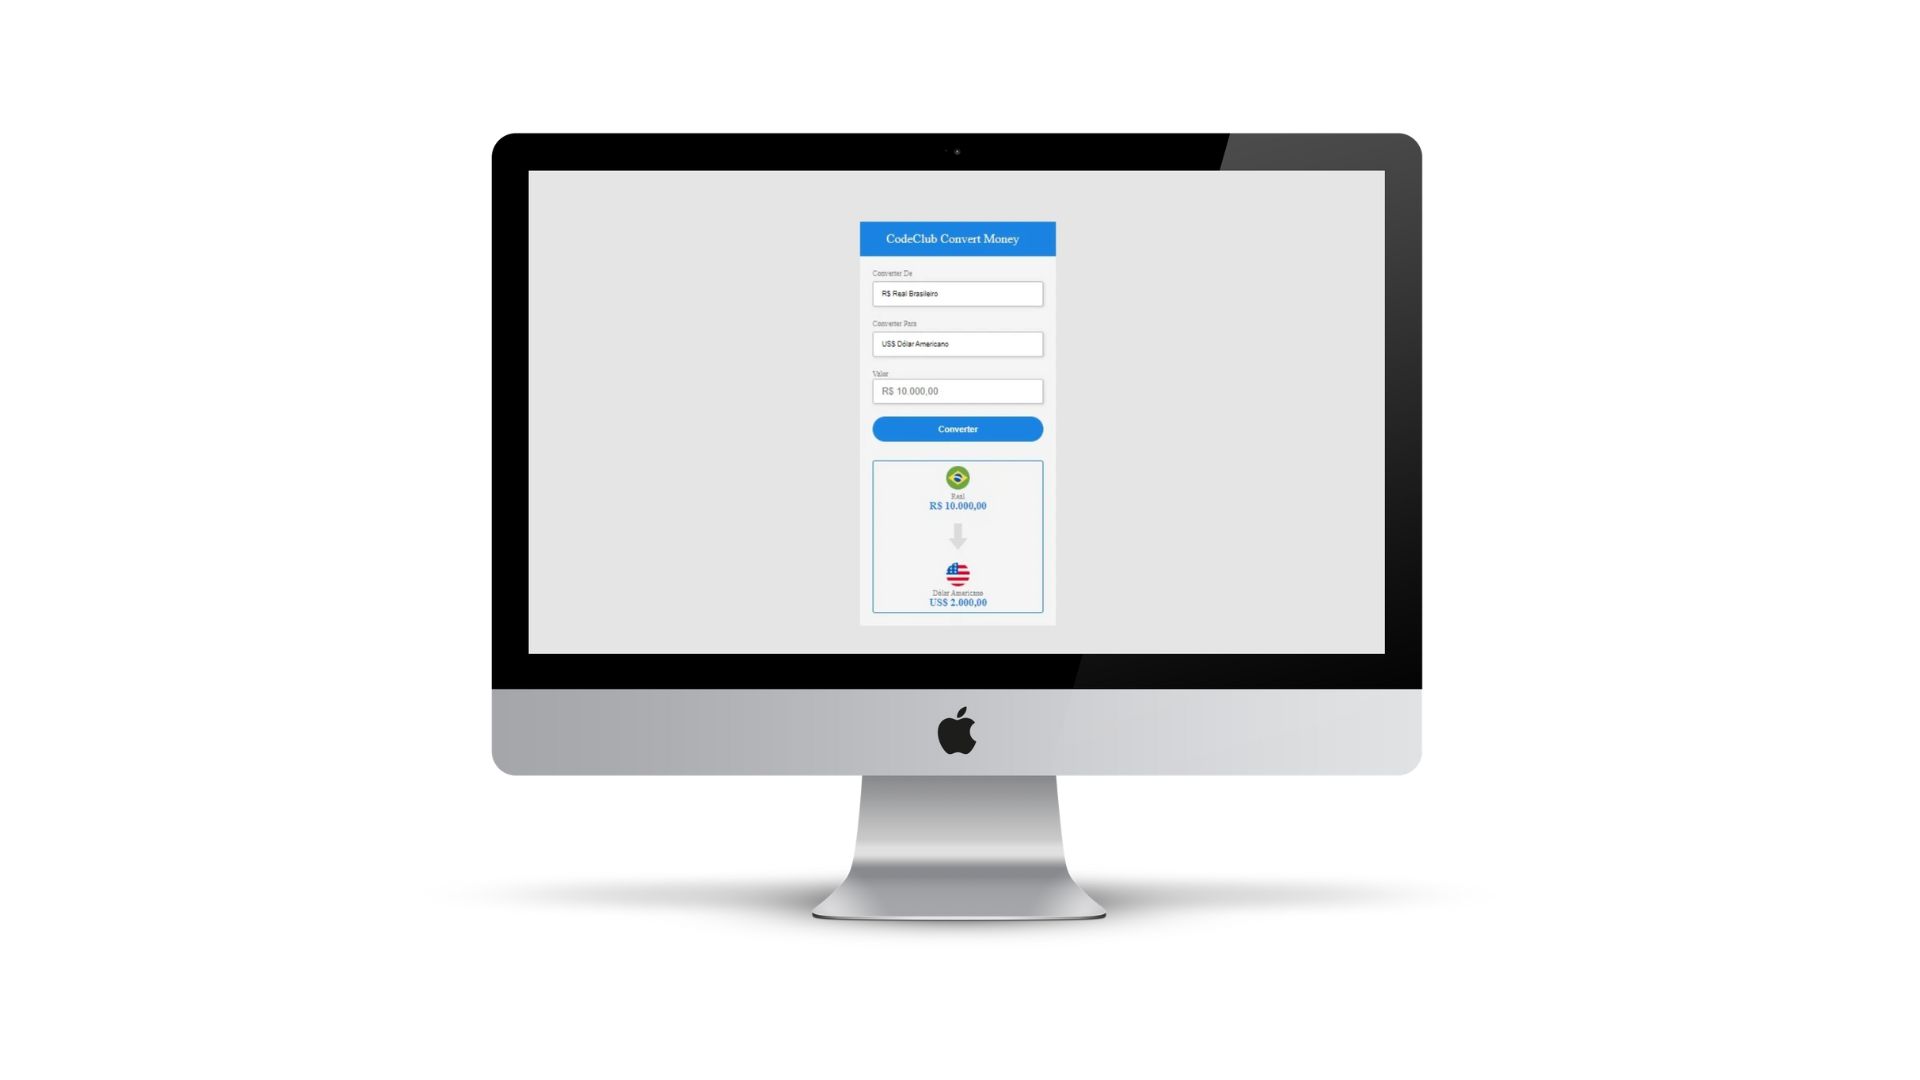 CodeClub Convert Money
Converter De
R$ Real Brasileiro
Converter Para
US$ Dólar Americano
Valor
R$ 10.000,00
Converter
Real
R$ 10.000,00
Dólar Americano
US$ 2.000,00